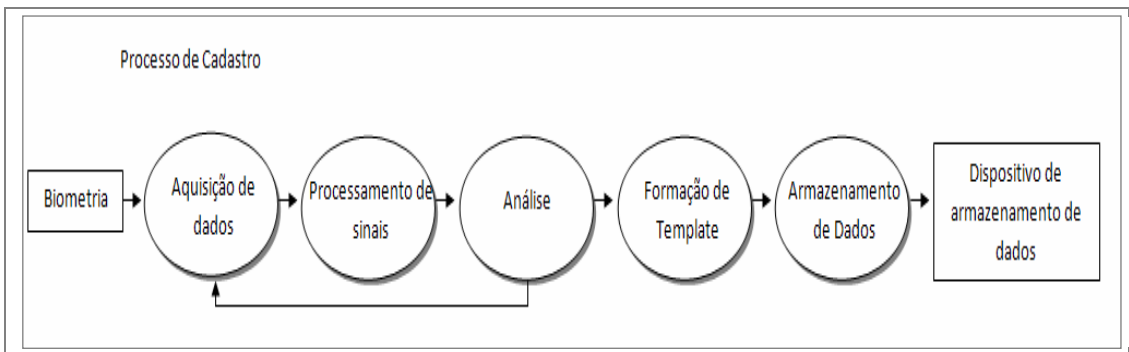 Processo de Cadastro
Biometria
Aquisição de
dados
Processamento de
sinais
Análise
Formação de
Template
Armazenamento
de Dados
Dispositivo de
armazenamento de
dados